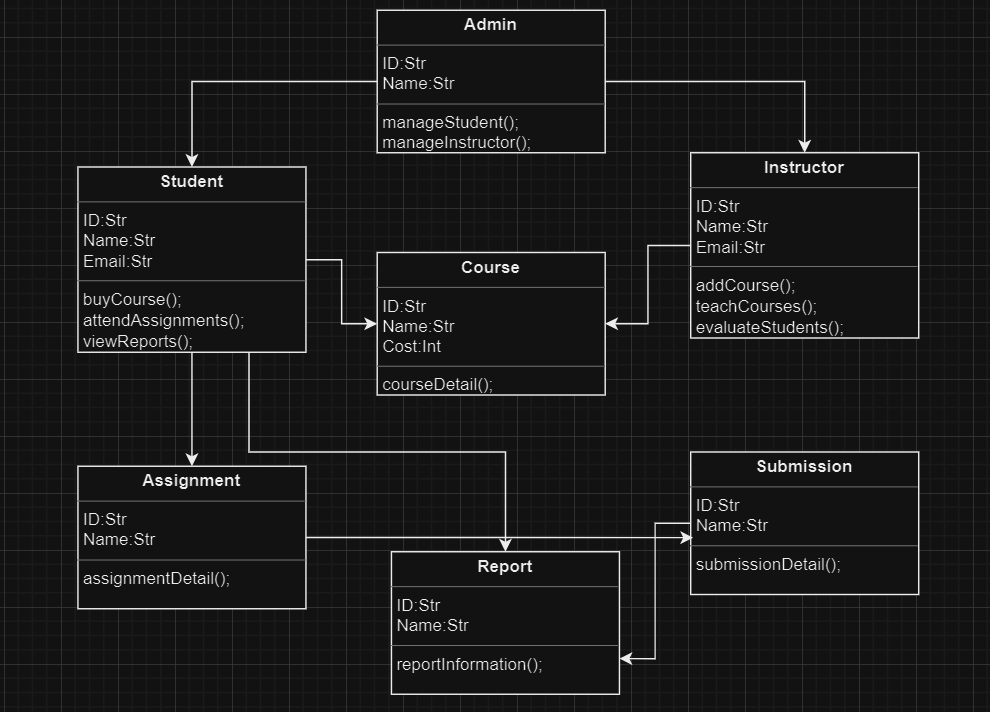 Admin
ID:Str
Name:Str
manageStudent();
manageInstructor();
Student
ID:Str
Name:Str
Email:Str
buyCourse();
attendAssignments();
viewReports();
Instructor
ID:Str
Name:Str
Email:Str
addCourse();
teachCourses();
evaluateStudents();
Course
ID:Str
Name:Str
Cost:Int
courseDetail();
Assignment
ID:Str
Name:Str
assignmentDetail();
Submission
ID:Str
Name:Str
submissionDetail();
Report
ID:Str
Name:Str
reportInformation();